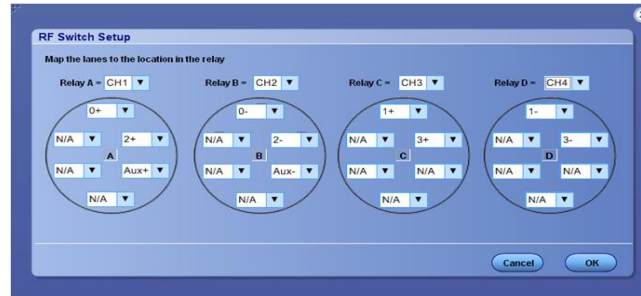 RF Switch Setup
Map the lanes to the location in the relay
Relay A = CH1 Relay B = CH2 Relay C = CH3 Relay D = CH4
0+ 0- 1+ 1-
N/A 2+ N/A 2- N/A 3+ N/A 3-
A B C D
N/A Aux+ N/A Aux- N/A N/A N/A N/A
N/A N/A N/A N/A
Cancel OK